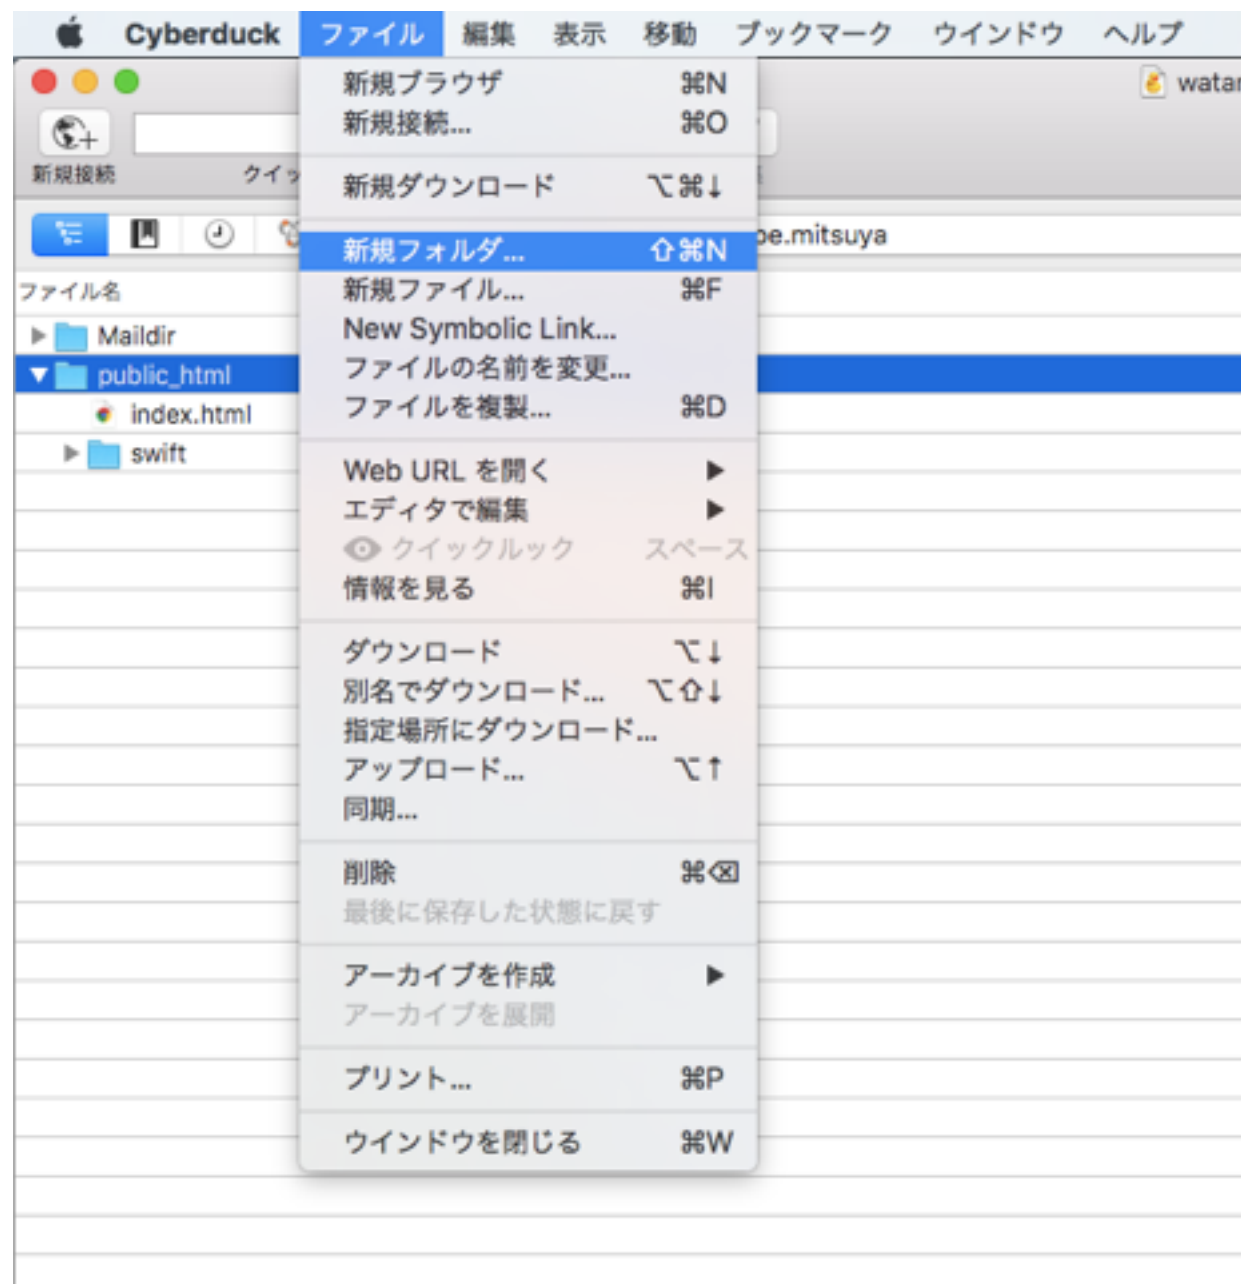 Cyberduck ファイル 編集 表示 移動 ブックマーク ウインドウ ヘルプ
新規接続
ファイル名
Maildir
public_html
index.html
swift
新規ブラウザ ⌘N
新規接続... ⌘O
新規ダウンロード ⌥⌘↓
新規フォルダ... ⇧⌘N
新規ファイル... ⌘F
New Symbolic Link...
ファイルの名前を変更...
ファイルを複製... ⌘D
Web URL を開く ▶
エディタで編集 ▶
クイックルック スペース
情報を見る ⌘I
ダウンロード ⌥↓
別名でダウンロード... ⌥⇧↓
指定場所にダウンロード...
アップロード... ⌥↑
同期...
削除 ⌘⌫
最後に保存した状態に戻す
アーカイブを作成 ▶
アーカイブを展開
プリント... ⌘P
ウインドウを閉じる ⌘W